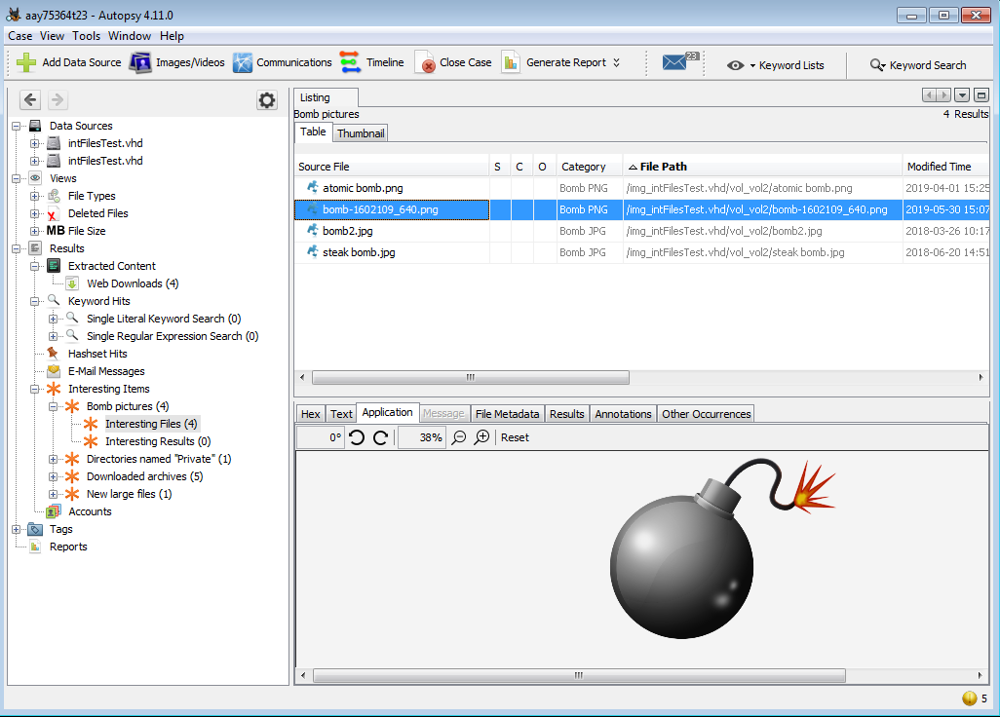 aay75364t23 - Autopsy 4.11.0
Case View Tools Window Help
Add Data Source Images/Videos Communications Timeline Close Case Generate Report 23 Keyword Lists Keyword Search
Data Sources
intFilesTest.vhd
intFilesTest.vhd
Views
File Types
Deleted Files
MB File Size
Results
Extracted Content
Web Downloads (4)
Keyword Hits
Single Literal Keyword Search (0)
Single Regular Expression Search (0)
Hashset Hits
E-Mail Messages
Interesting Items
Bomb pictures (4)
Interesting Files (4)
Interesting Results (0)
Directories named "Private" (1)
Downloaded archives (5)
New large files (1)
Accounts
Tags
Reports
Listing
Bomb pictures 4 Results
Table Thumbnail
Source File S C O Category File Path Modified Time
atomic bomb.png Bomb PNG /img_intFilesTest.vhd/vol_vol2/atomic bomb.png 2019-04-01 15:25
bomb-1602109_640.png Bomb PNG /img_intFilesTest.vhd/vol_vol2/bomb-1602109_640.png 2019-05-30 15:07
bomb2.jpg Bomb JPG /img_intFilesTest.vhd/vol_vol2/bomb2.jpg 2018-03-26 10:17
steak bomb.jpg Bomb JPG /img_intFilesTest.vhd/vol_vol2/steak bomb.jpg 2018-06-20 14:51
Hex Text Application Message File Metadata Results Annotations Other Occurrences
0° 38% Reset
5